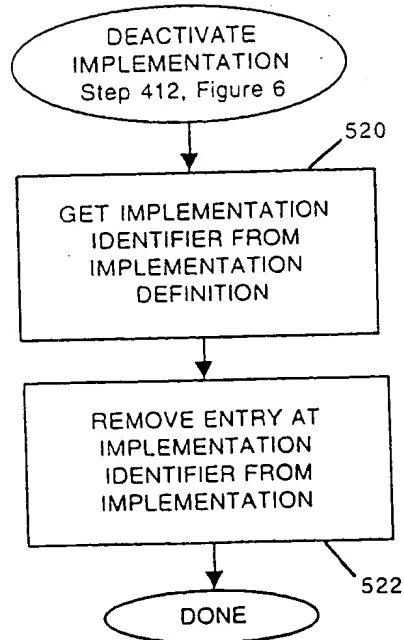 DEACTIVATE
IMPLEMENTATION
Step 412, Figure 6
520
GET IMPLEMENTATION
IDENTIFIER FROM
IMPLEMENTATION
DEFINITION
REMOVE ENTRY AT
IMPLEMENTATION
IDENTIFIER FROM
IMPLEMENTATION
522
DONE